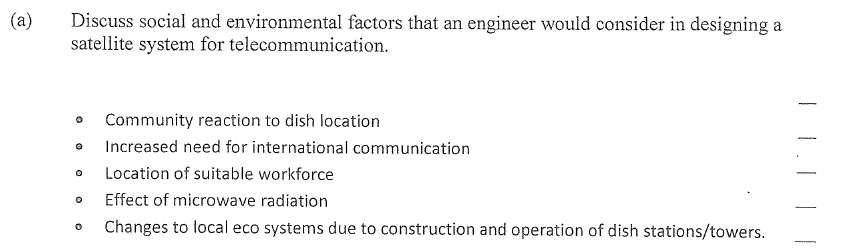 (a) Discuss social and environmental factors that an engineer would consider in designing a
satellite system for telecommunication.
• Community reaction to dish location
• Increased need for international communication
• Location of suitable workforce
• Effect of microwave radiation
• Changes to local eco systems due to construction and operation of dish stations/towers.